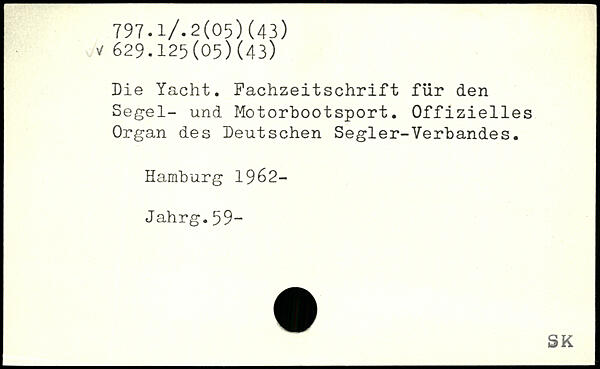 797.1/.2(05)(43)
v 629.125(05)(43)
Die Yacht. Fachzeitschrift für den
Segel- und Motorbootsport. Offizielles
Organ des Deutschen Segler-Verbandes.
Hamburg 1962-
Jahrg.59-
SK